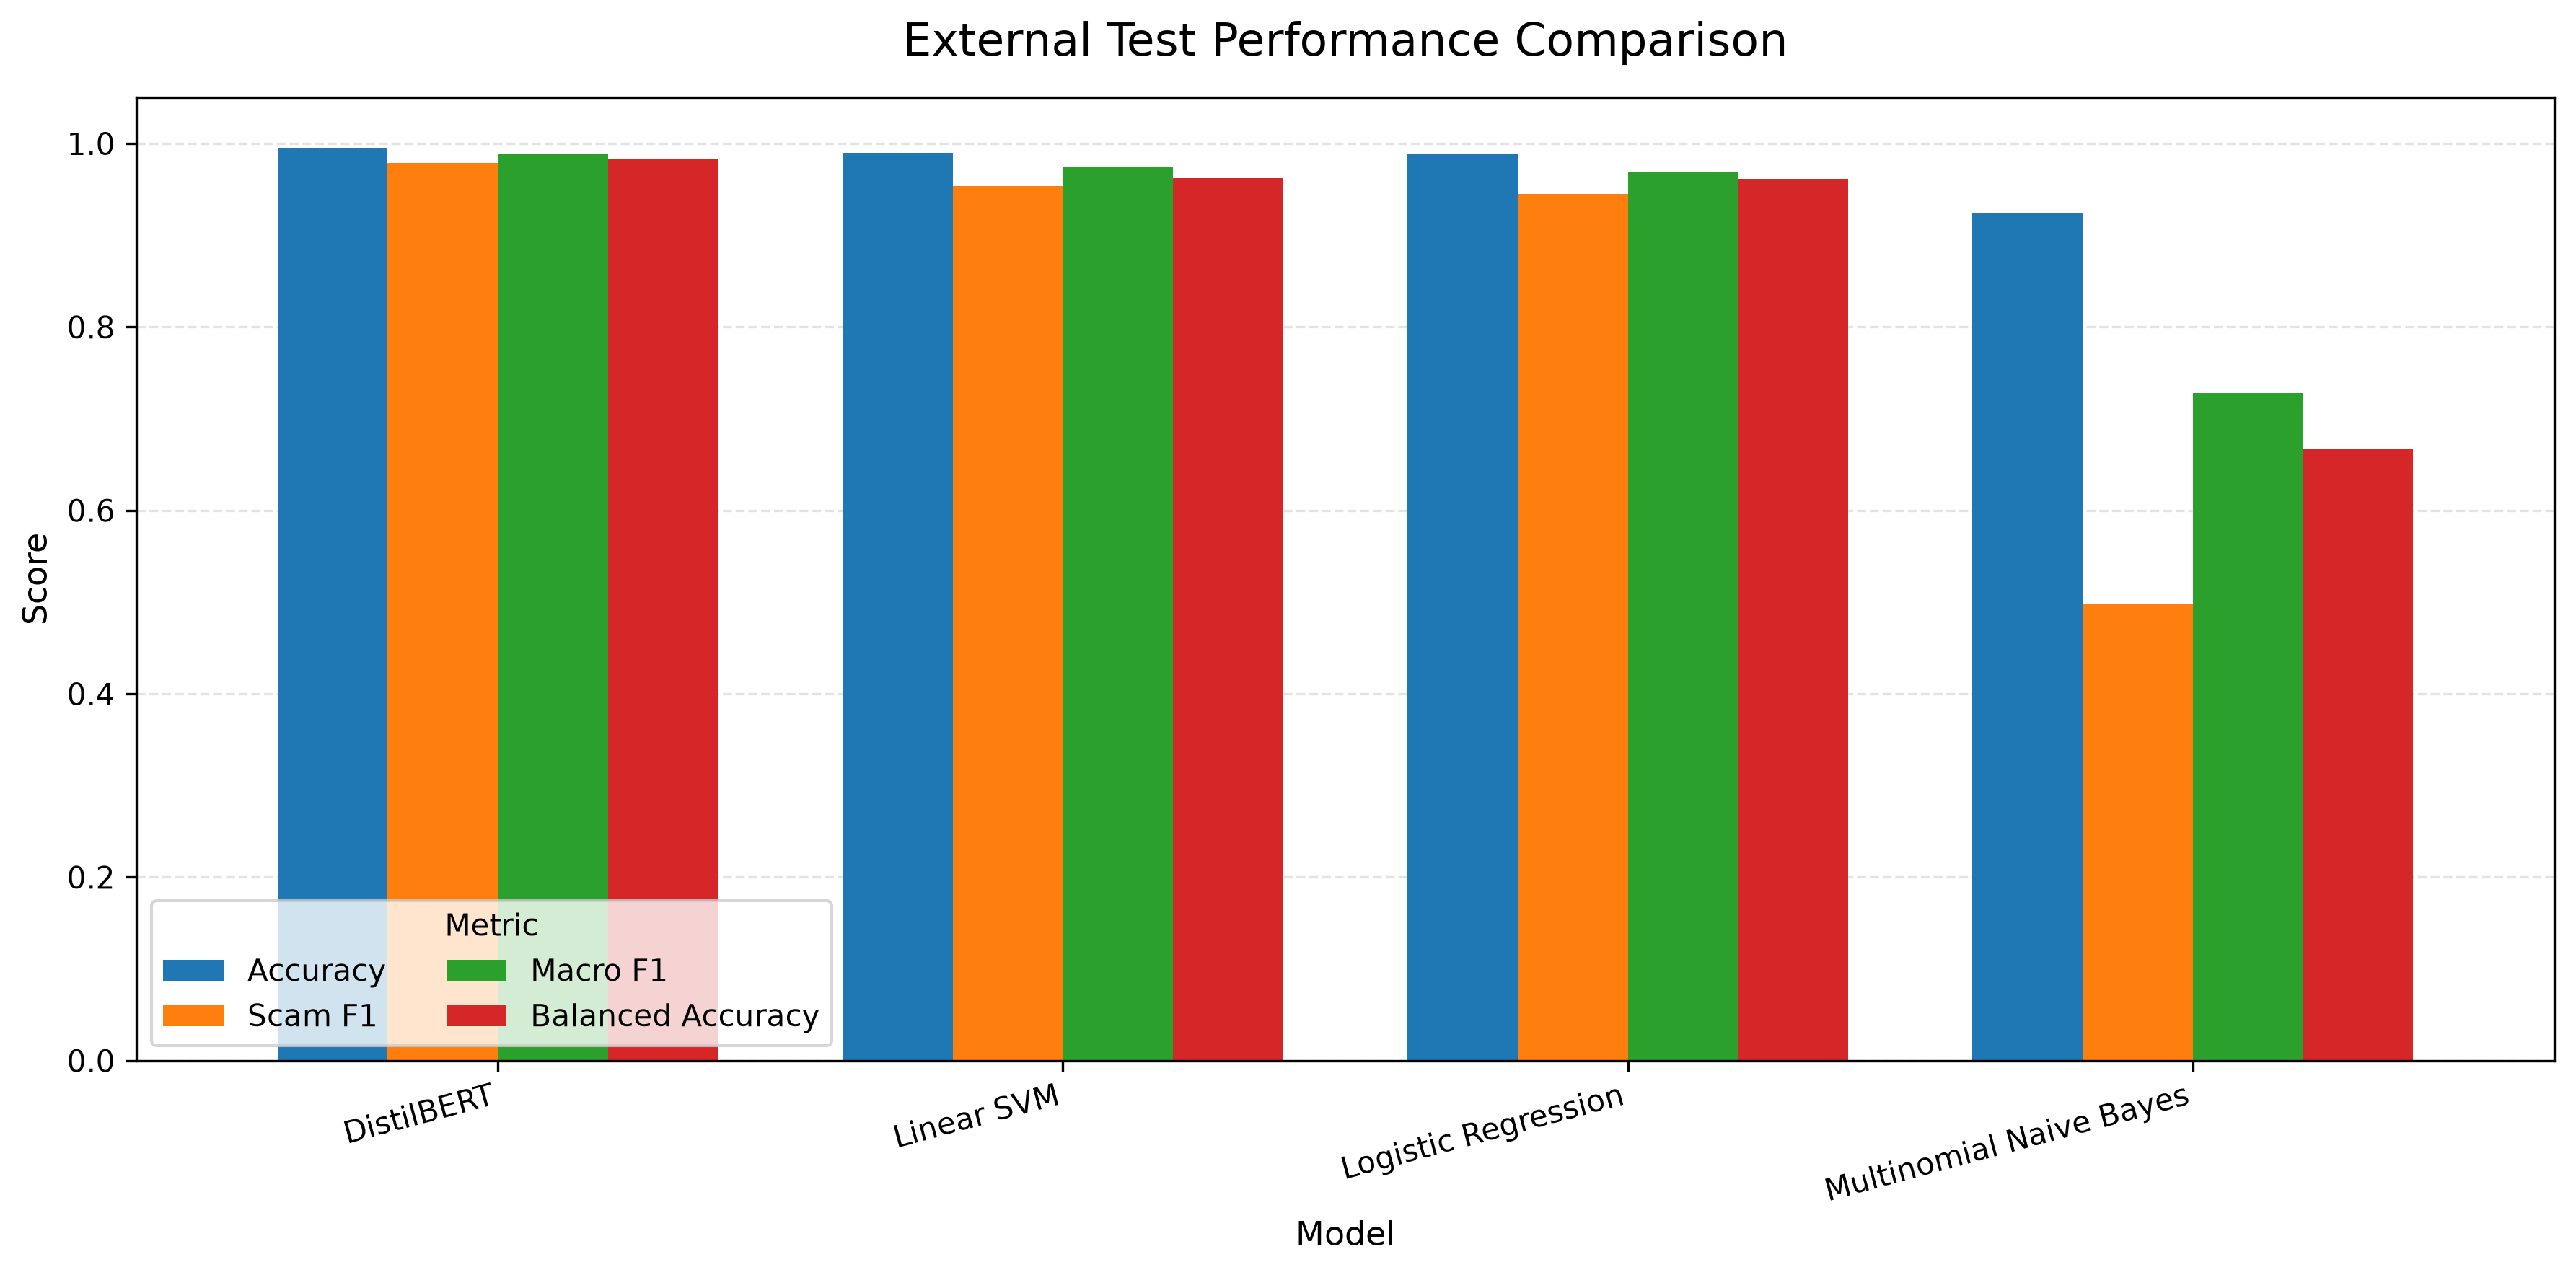 External Test Performance Comparison
Score
1.0
0.8
0.6
0.4
0.2
0.0
Metric
Accuracy
Scam F1
Macro F1
Balanced Accuracy
DistilBERT
Linear SVM
Logistic Regression
Multinomial Naive Bayes
Model